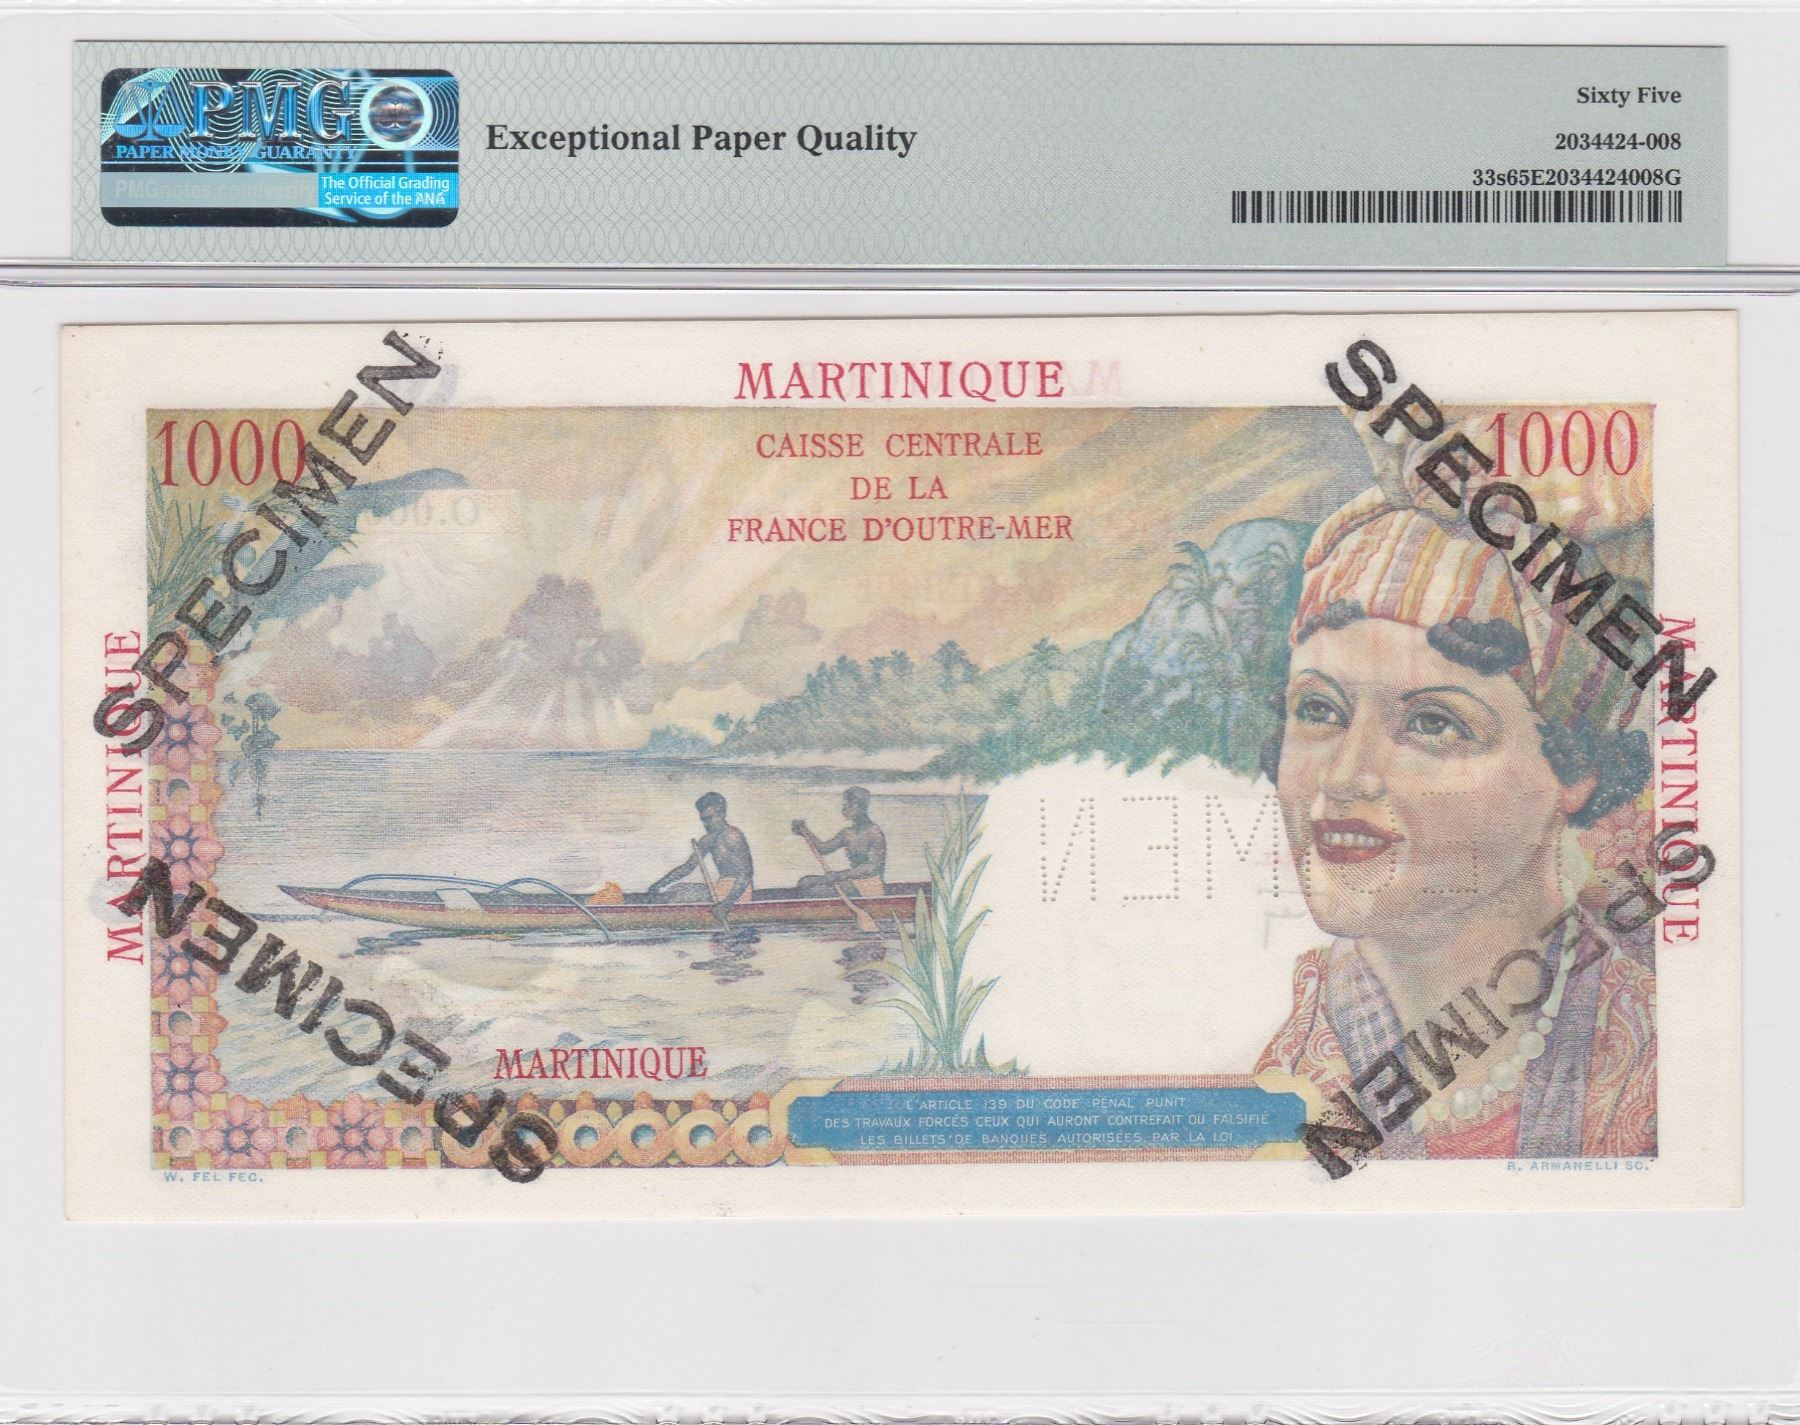 PMG
PAPER MONEY GUARANTY
PMGnotes.com/verify
The Official Grading
Service of the ANA
Exceptional Paper Quality
Sixty Five
2034424-008
33s65E2034424008G
MARTINIQUE
1000
1000
CAISSE CENTRALE
DE LA
FRANCE D'OUTRE-MER
SPECIMEN
SPECIMEN
MARTINIQUE
MARTINIQUE
SPECIMEN
SPECIMEN
MARTINIQUE
L'ARTICLE 139 DU CODE PÉNAL PUNIT
DES TRAVAUX FORCÉS CEUX QUI AURONT CONTREFAIT OU FALSIFIÉ
LES BILLETS DE BANQUES AUTORISÉES PAR LA LOI
W. FEL FEC.
R. ARMANELLI SC.